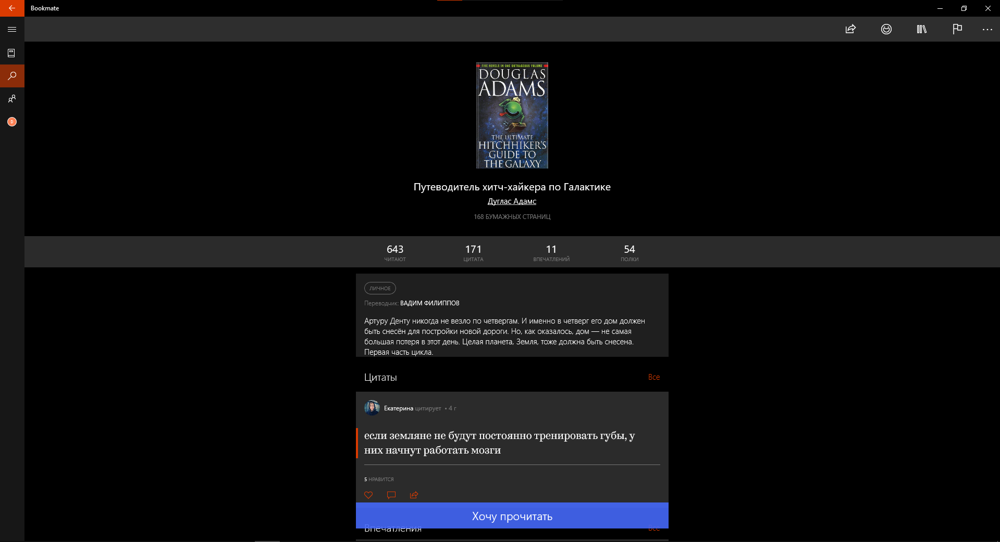 Bookmate
FIVE NOVELS IN ONE OUTRAGEOUS VOLUME
DOUGLAS
ADAMS
THE ULTIMATE
HITCHHIKER'S
GUIDE TO
THE GALAXY
Путеводитель хитч-хайкера по Галактике
Дуглас Адамс
168 БУМАЖНЫХ СТРАНИЦ
643 171 11 54
ЧИТАЮТ ЦИТАТА ВПЕЧАТЛЕНИЙ ПОЛКИ
ЛИЧНОЕ
Переводчик: ВАДИМ ФИЛИППОВ
Артуру Денту никогда не везло по четвергам. И именно в четверг его дом должен
быть снесён для постройки новой дороги. Но, как оказалось, дом — не самая
большая потеря в этот день. Целая планета, Земля, тоже должна быть снесена.
Первая часть цикла.
Цитаты Все
Екатерина цитирует • 4 г
если земляне не будут постоянно тренировать губы, у
них начнут работать мозги
5 НРАВИТСЯ
Хочу прочитать
Впечатления Все
D